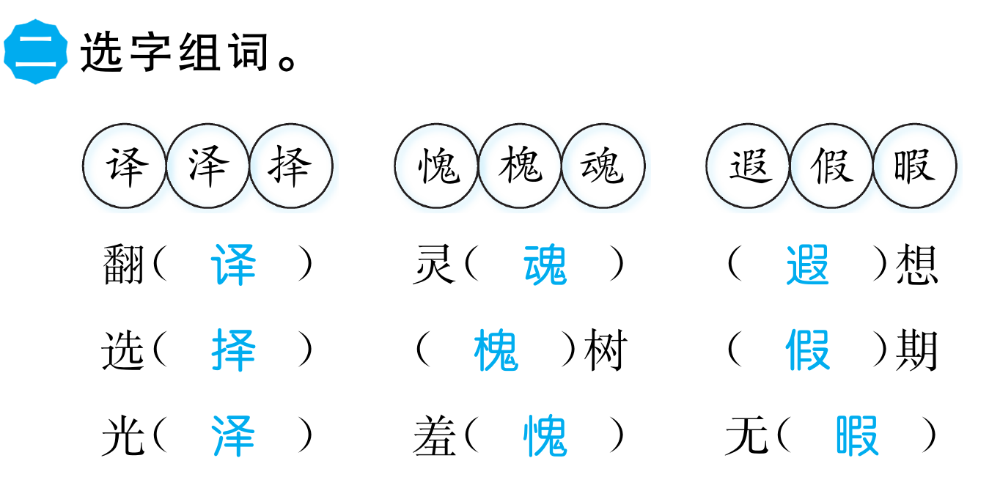 二 选字组词。
译 泽 择 愧 槐 魂 遐 假 暇
翻（ 译 ） 灵（ 魂 ） （ 遐 ）想
选（ 择 ） （ 槐 ）树 （ 假 ）期
光（ 泽 ） 羞（ 愧 ） 无（ 暇 ）